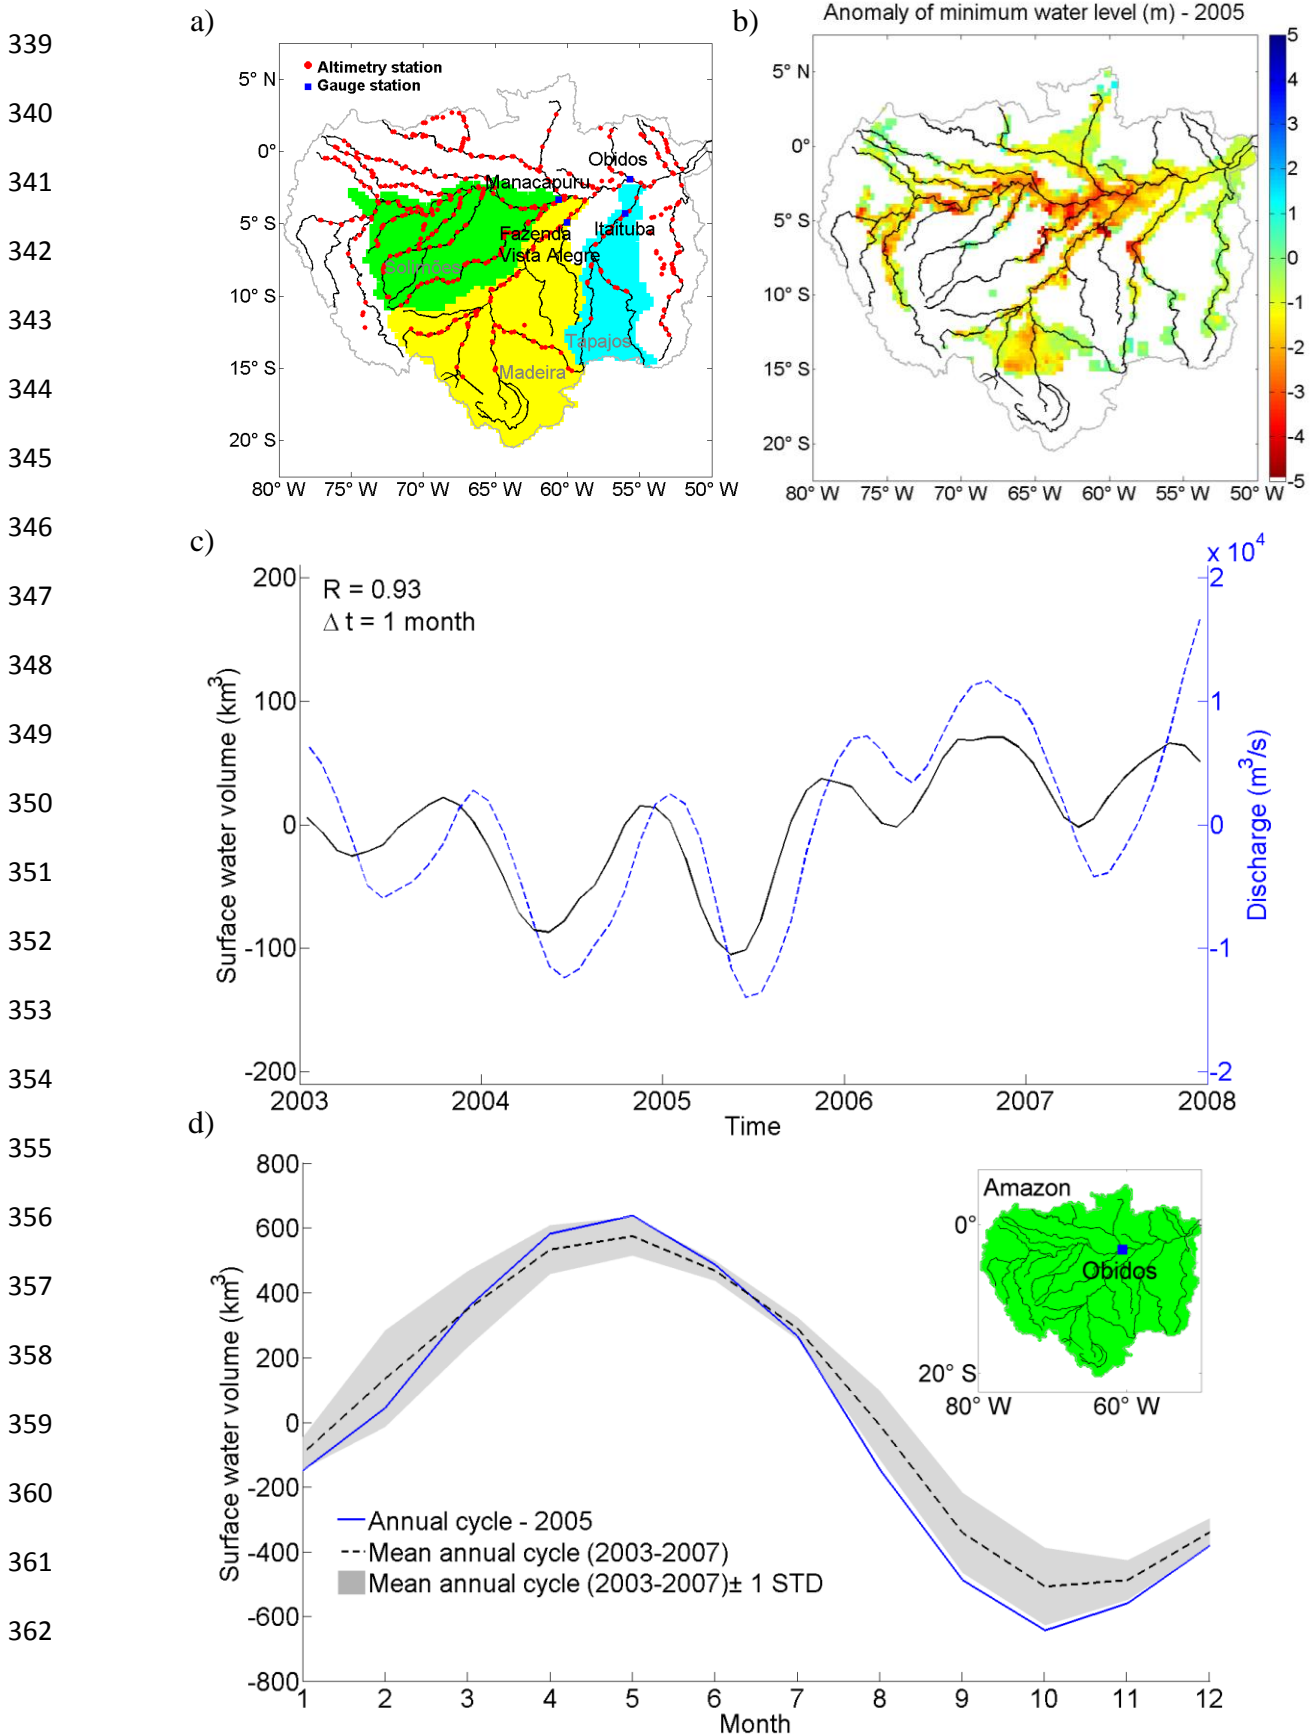 339
340
341
342
343
344
345
346
347
348
349
350
351
352
353
354
355
356
357
358
359
360
361
362
a)
Altimetry station
Gauge station
5° N
0°
5° S
10° S
15° S
20° S
80° W 75° W 70° W 65° W 60° W 55° W 50° W
Obidos
Manacapuru
Itaituba
Fazenda
Vista Alegre
Solimões
Tapajos
Madeira
b)
Anomaly of minimum water level (m) - 2005
5° N
0°
5° S
10° S
15° S
20° S
80° W 75° W 70° W 65° W 60° W 55° W 50° W
5
4
3
2
1
0
-1
-2
-3
-4
-5
c)
R = 0.93
Δ t = 1 month
Surface water volume (km³)
200
100
0
-100
-200
x 10⁴
2
1
0
-1
-2
Discharge (m³/s)
2003 2004 2005 2006 2007 2008
Time
d)
Surface water volume (km³)
800
600
400
200
0
-200
-400
-600
-800
Amazon
0°
Obidos
20° S
80° W 60° W
Annual cycle - 2005
Mean annual cycle (2003-2007)
Mean annual cycle (2003-2007)± 1 STD
1 2 3 4 5 6 7 8 9 10 11 12
Month